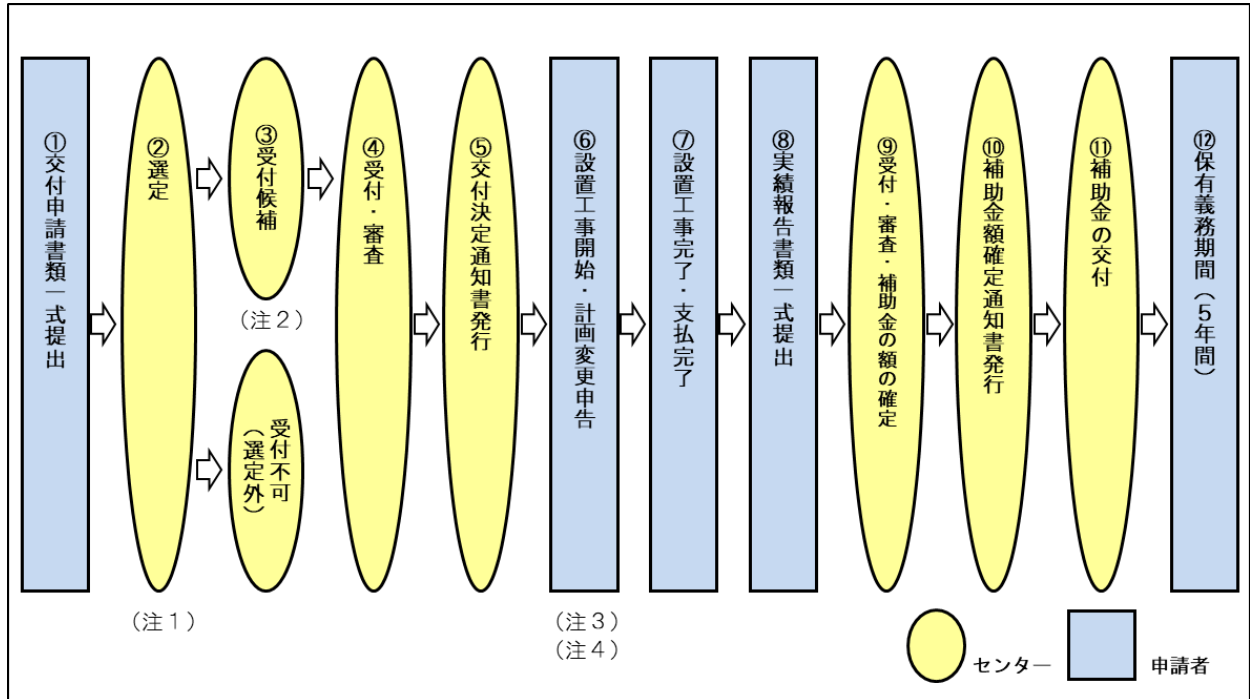 ①交付申請書類一式提出
②選定
③受付候補
(注2)
受付不可
(選定外)
④受付・審査
⑤交付決定通知書発行
⑥設置工事開始・計画変更申告
⑦設置工事完了・支払完了
⑧実績報告書類一式提出
⑨受付・審査・補助金の額の確定
⑩補助金額確定通知書発行
⑪補助金の交付
⑫保有義務期間(5年間)
(注1)
(注3)
(注4)
センター
申請者